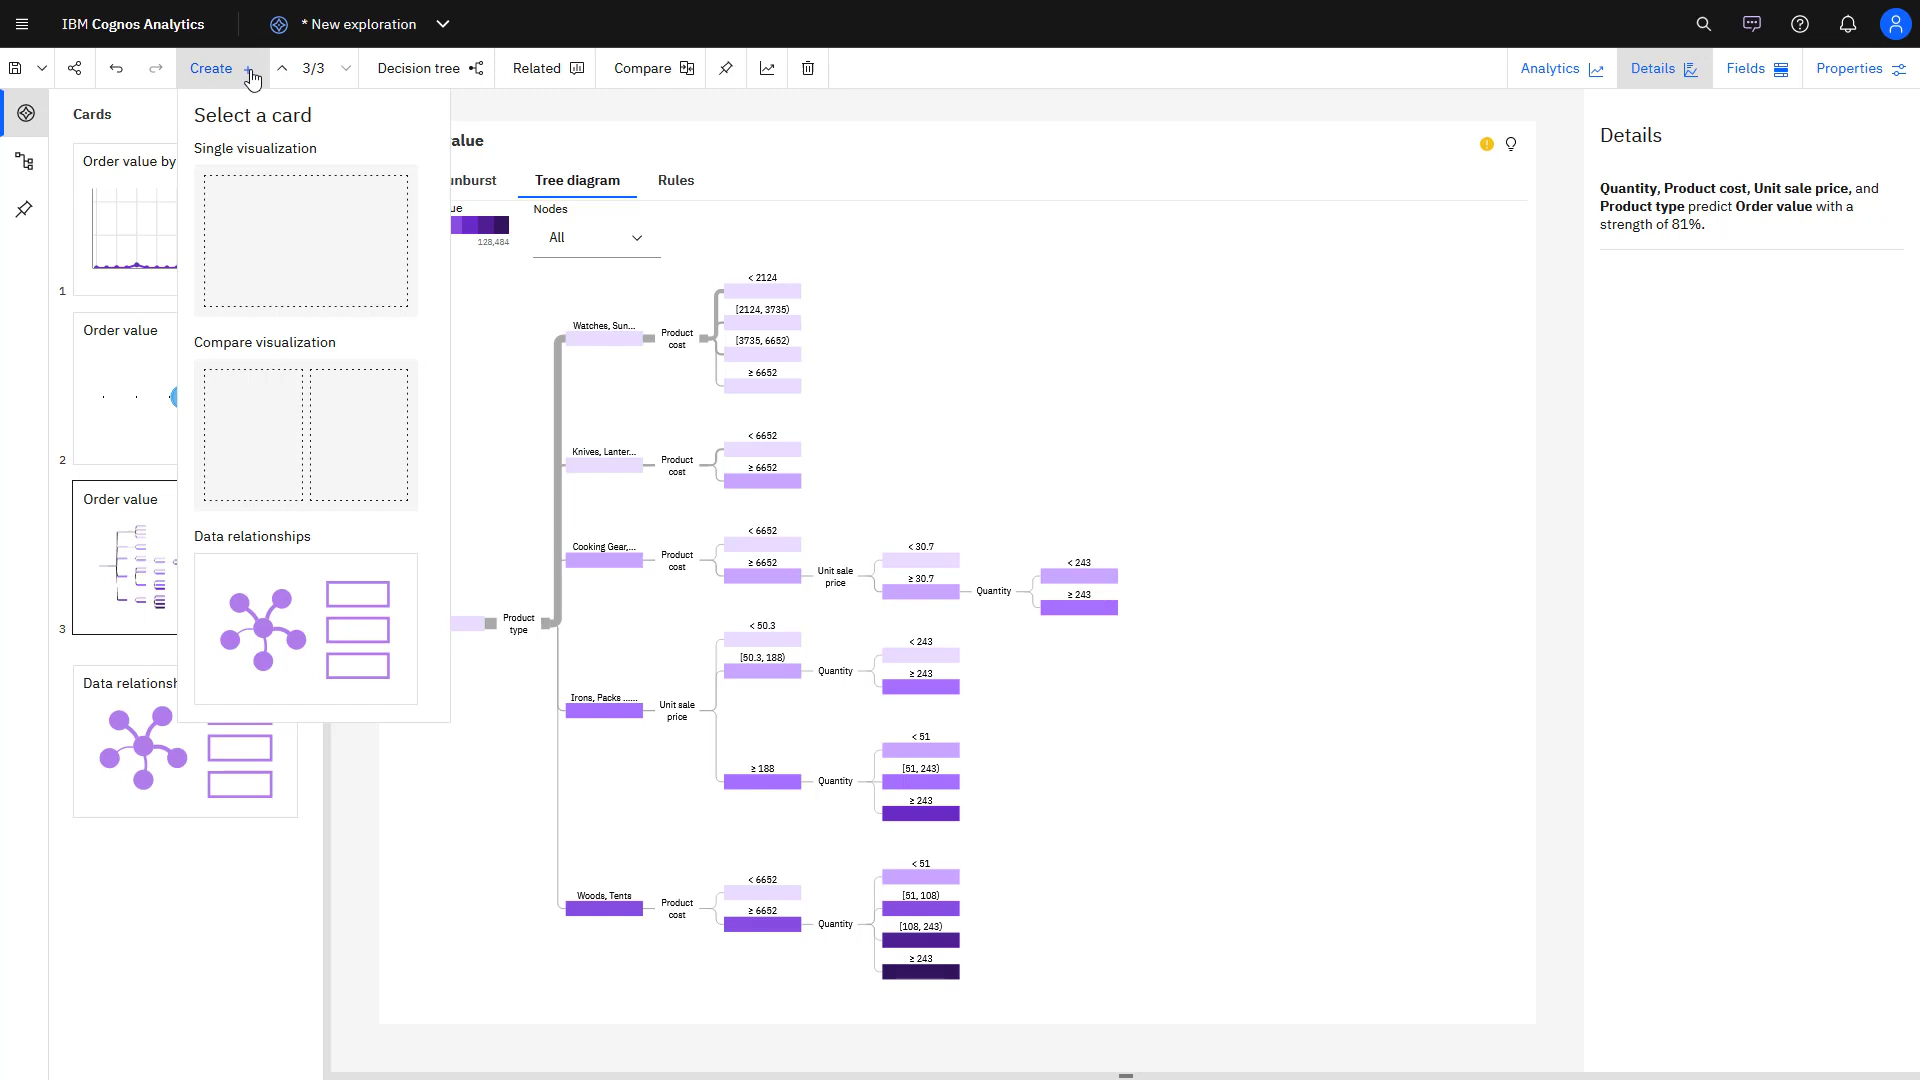 IBM Cognos Analytics
* New exploration
Create
3/3
Decision tree
Related
Compare
Analytics
Details
Fields
Properties
Cards
Order value by
1
Order value
2
Order value
3
Data relationsh
Select a card
Single visualization
Compare visualization
Data relationships
alue
unburst
Tree diagram
Rules
ue
128,484
Nodes
All
Product
type
Watches, Sun...
Product
cost
< 2124
[2124, 3735)
[3735, 6652)
≥ 6652
Knives, Lanter...
Product
cost
< 6652
≥ 6652
Cooking Gear,...
Product
cost
< 6652
≥ 6652
Unit sale
price
< 30.7
≥ 30.7
Quantity
< 243
≥ 243
Irons, Packs ......
Unit sale
price
< 50.3
[50.3, 188)
Quantity
< 243
≥ 243
≥ 188
Quantity
< 51
[51, 243)
≥ 243
Woods, Tents
Product
cost
< 6652
≥ 6652
Quantity
< 51
[51, 108)
[108, 243)
≥ 243
Details
Quantity, Product cost, Unit sale price, and
Product type predict Order value with a
strength of 81%.